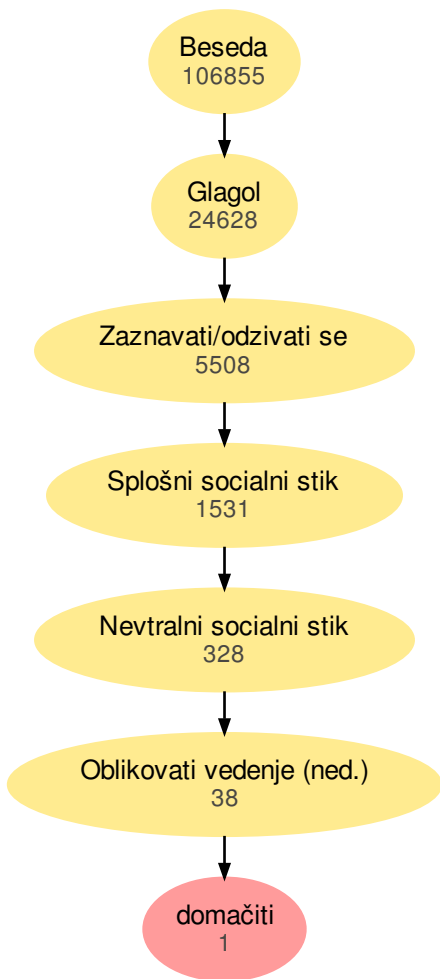 Beseda
106855
Glagol
24628
Zaznavati/odzivati se
5508
Splošni socialni stik
1531
Nevtralni socialni stik
328
Oblikovati vedenje (ned.)
38
domačiti
1